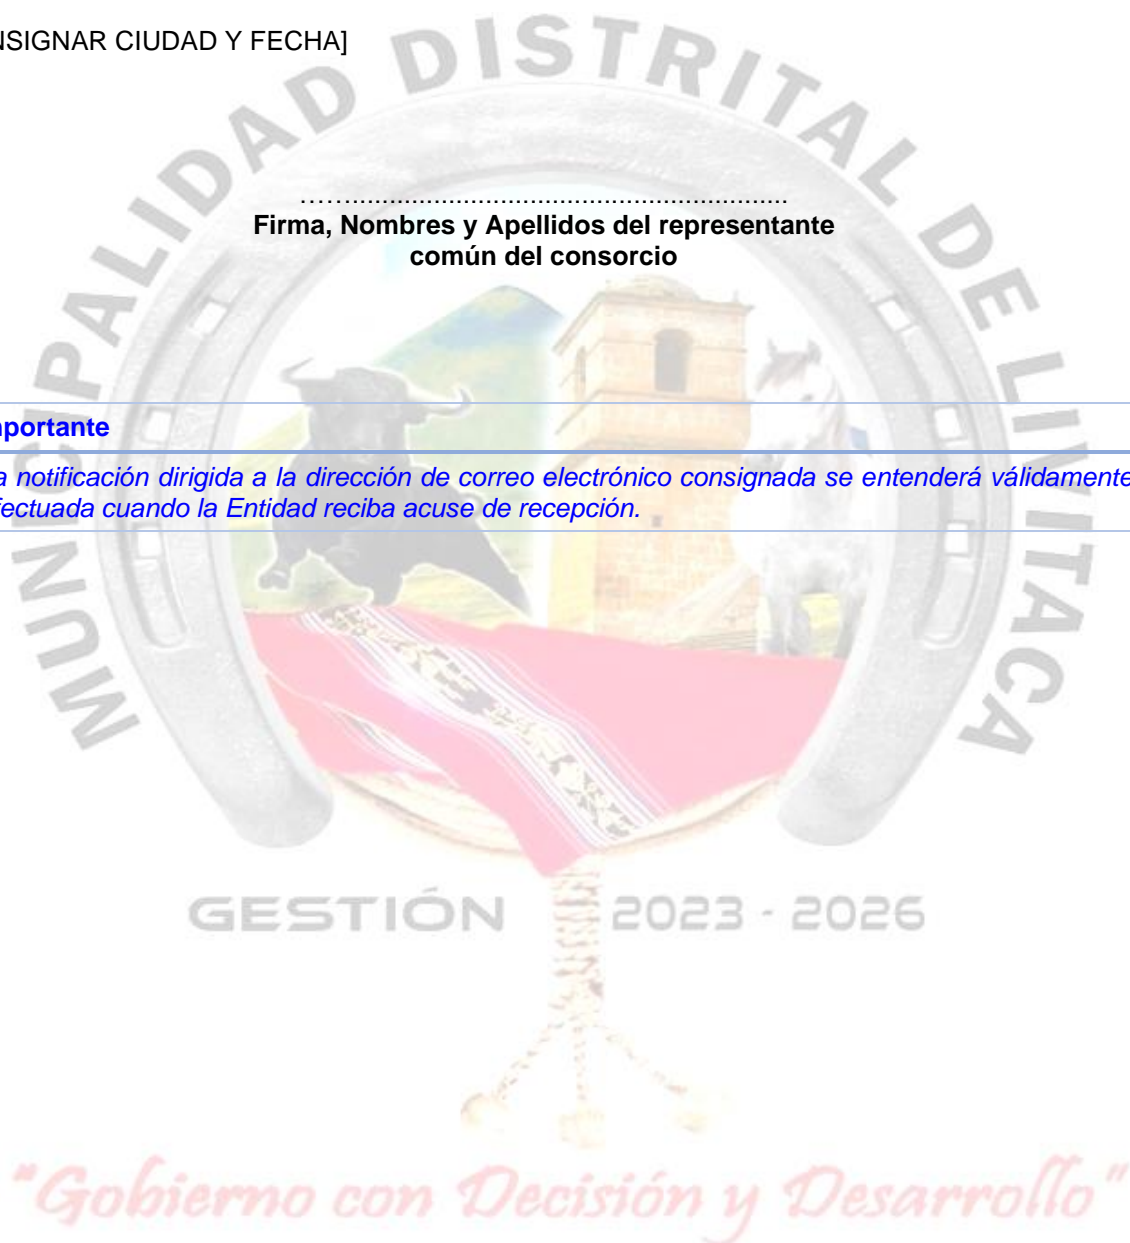 NSIGNAR CIUDAD Y FECHA]
MUNICIPALIDAD DISTRITAL DE LIVITACA
…….........................................................
Firma, Nombres y Apellidos del representante
común del consorcio
portante
a notificación dirigida a la dirección de correo electrónico consignada se entenderá válidamente
fectuada cuando la Entidad reciba acuse de recepción.
GESTIÓN 2023 - 2026
"Gobierno con Decisión y Desarrollo"